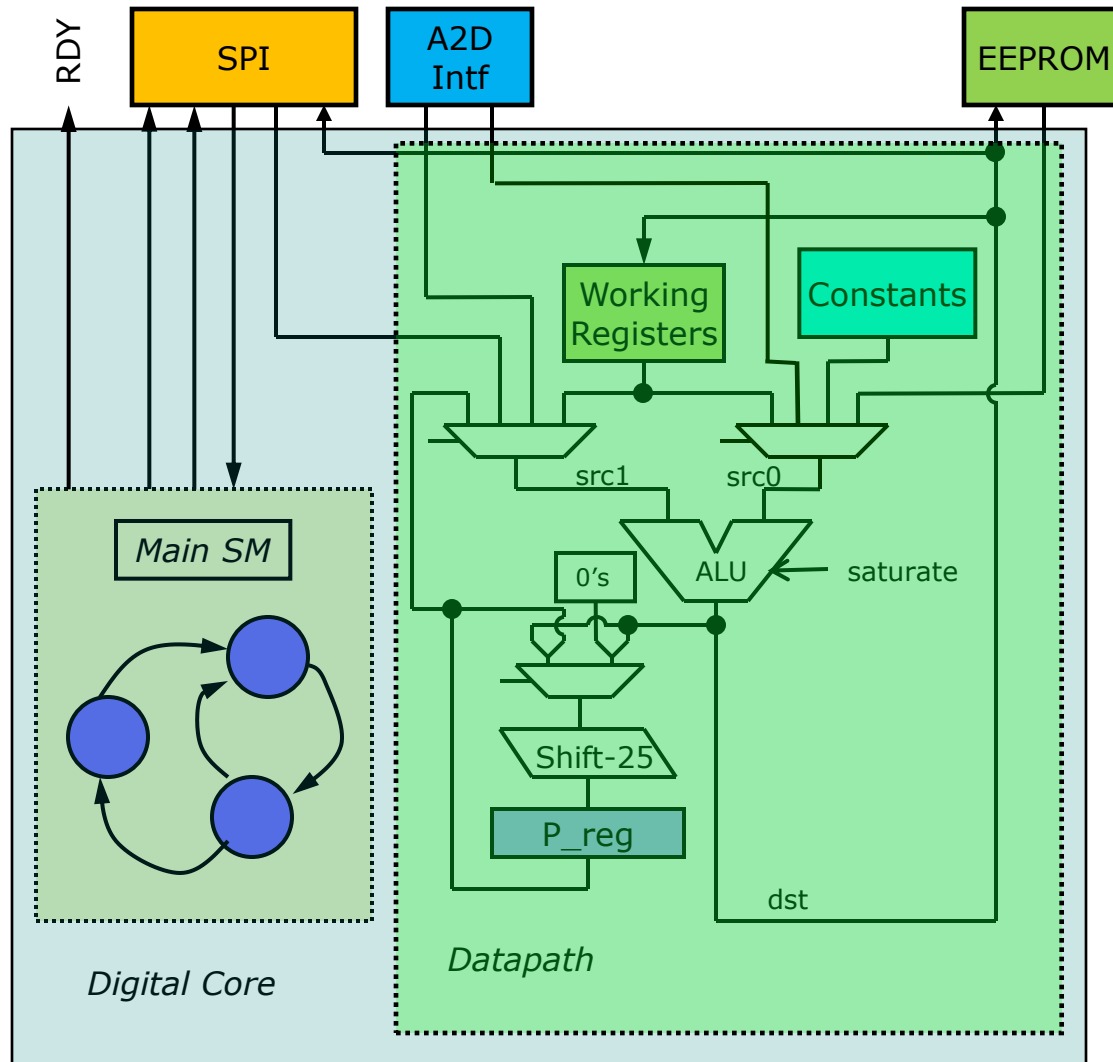 RDY
SPI
A2D
Intf
EEPROM
Working
Registers
Constants
src1
src0
Main SM
0's
ALU
saturate
Shift-25
P_reg
dst
Datapath
Digital Core